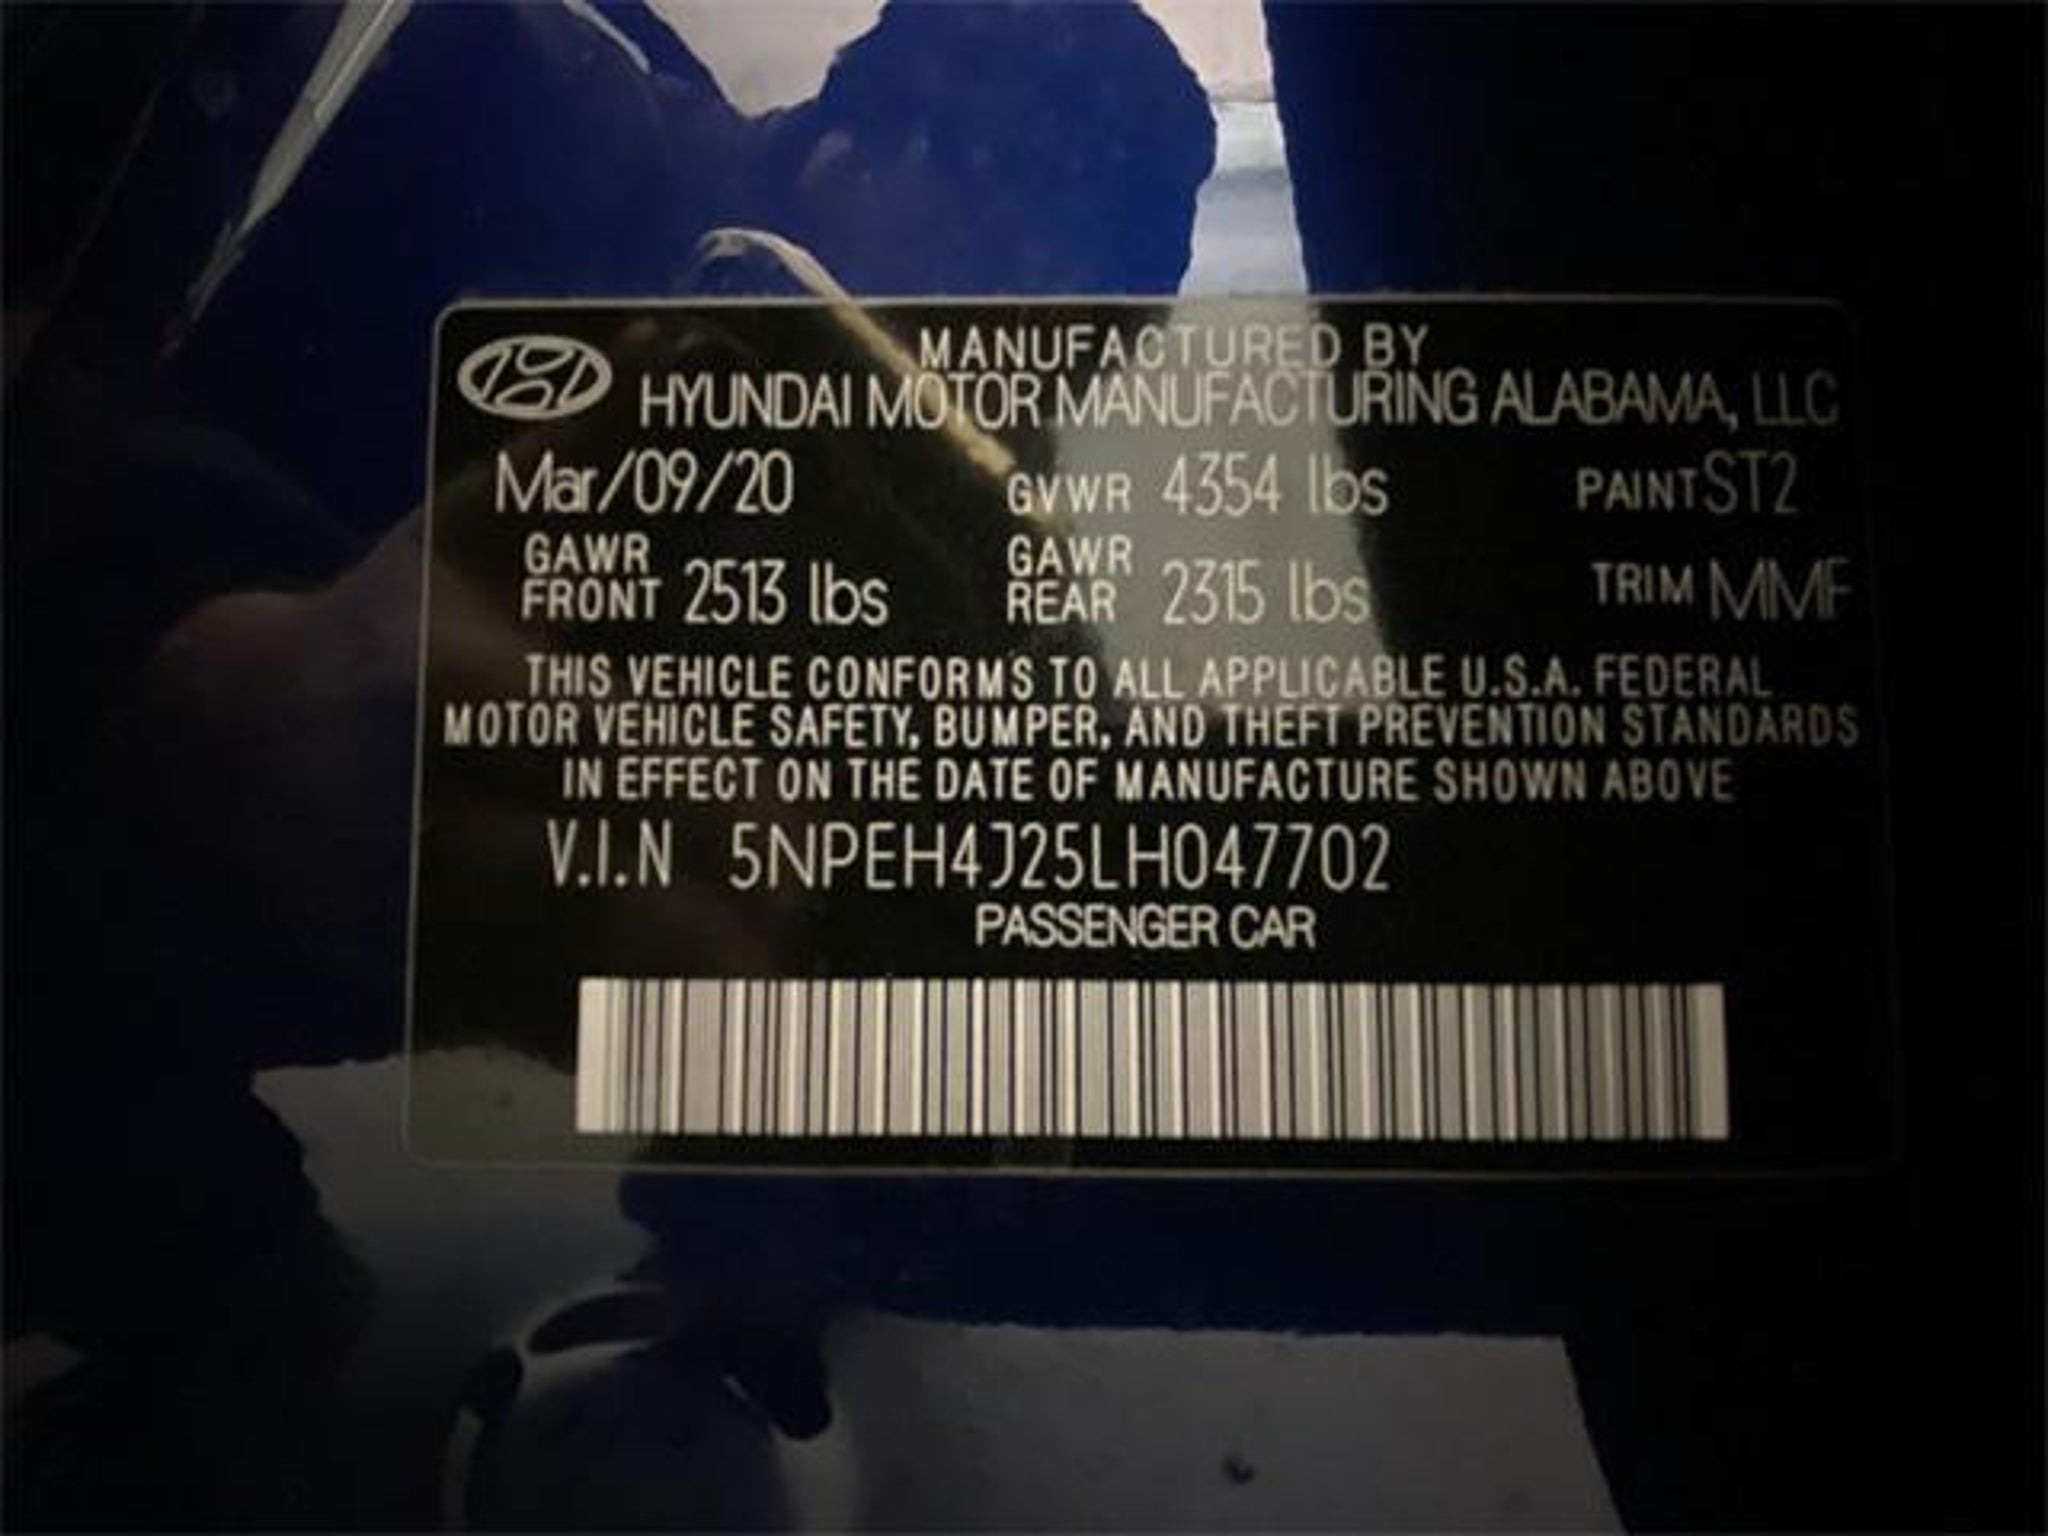 MANUFACTURED BY
HYUNDAI MOTOR MANUFACTURING ALABAMA, LLC
Mar/09/20 GVWR 4354 lbs PAINT ST2
GAWR FRONT 2513 lbs GAWR REAR 2315 lbs TRIM MMF
THIS VEHICLE CONFORMS TO ALL APPLICABLE U.S.A. FEDERAL
MOTOR VEHICLE SAFETY, BUMPER, AND THEFT PREVENTION STANDARDS
IN EFFECT ON THE DATE OF MANUFACTURE SHOWN ABOVE
V.I.N 5NPEH4J25LH047702
PASSENGER CAR